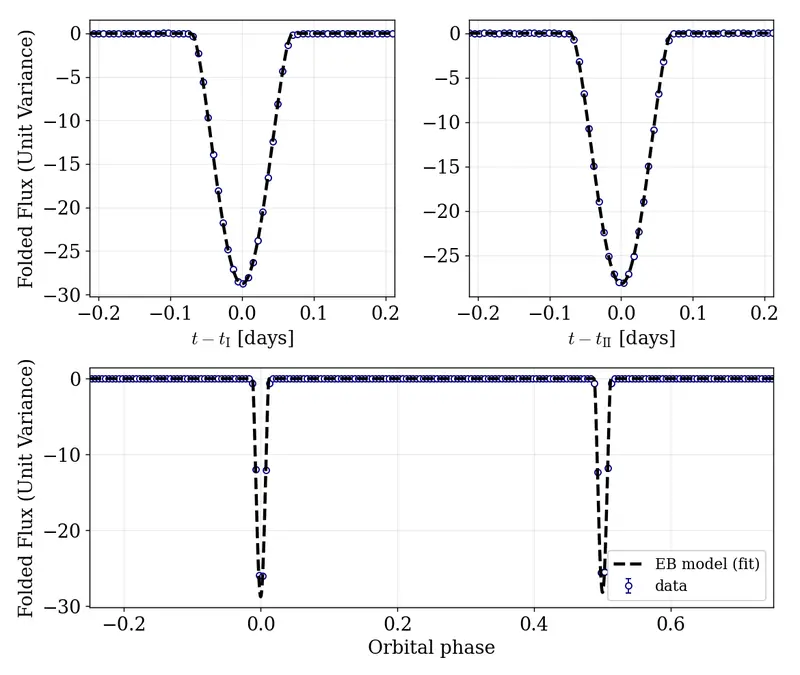 Folded Flux (Unit Variance)
0
−5
−10
−15
−20
−25
−30
−0.2 −0.1 0.0 0.1 0.2
t − tI [days]
0
−5
−10
−15
−20
−25
−0.2 −0.1 0.0 0.1 0.2
t − tII [days]
Folded Flux (Unit Variance)
0
−10
−20
−30
EB model (fit)
data
−0.2 0.0 0.2 0.4 0.6
Orbital phase